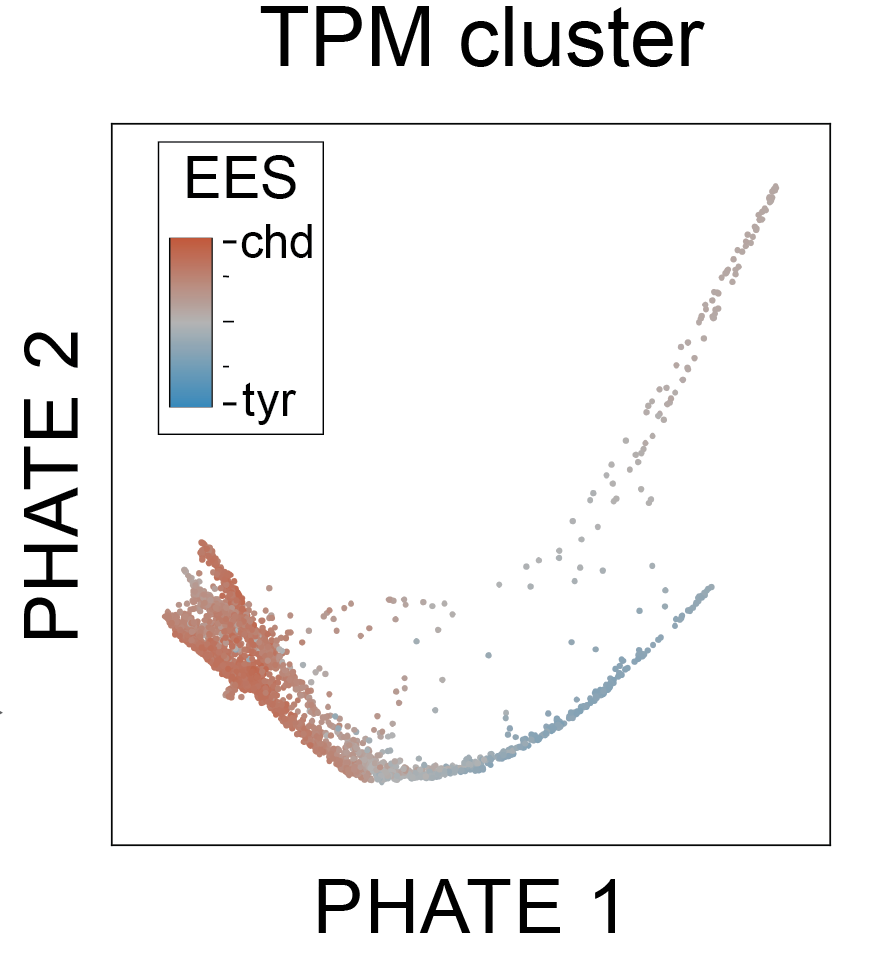 TPM cluster
EES
-chd
-tyr
PHATE 2
PHATE 1